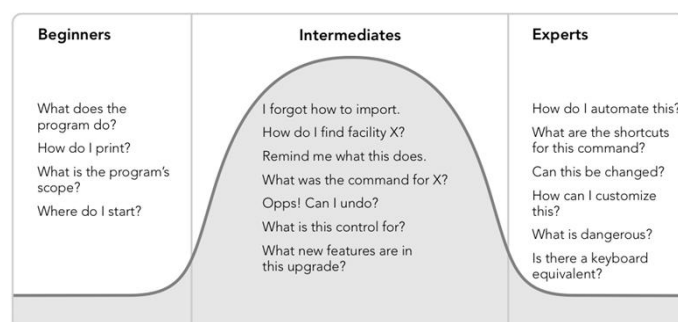 Beginners
Intermediates
Experts
What does the
program do?
How do I print?
What is the program's
scope?
Where do I start?
I forgot how to import.
How do I find facility X?
Remind me what this does.
What was the command for X?
Opps! Can I undo?
What is this control for?
What new features are in
this upgrade?
How do I automate this?
What are the shortcuts
for this command?
Can this be changed?
How can I customize
this?
What is dangerous?
Is there a keyboard
equivalent?